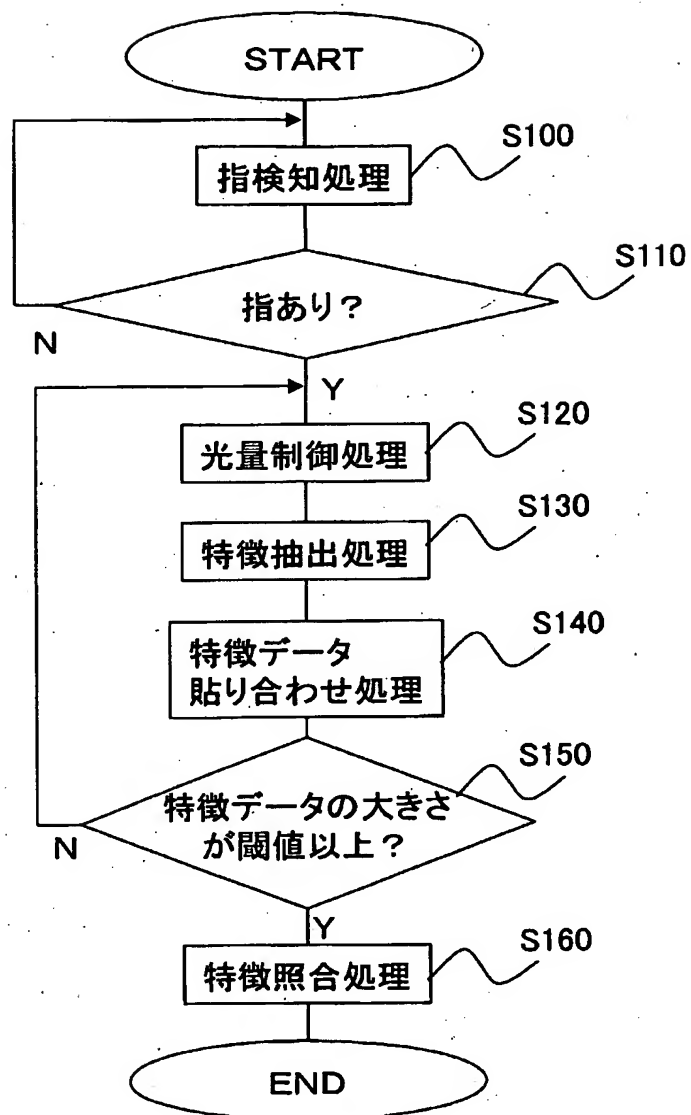 START
指検知処理
S100
指あり？
S110
N
Y
光量制御処理
S120
特徴抽出処理
S130
特徴データ
貼り合わせ処理
S140
特徴データの大きさ
が閾値以上？
S150
N
Y
特徴照合処理
S160
END